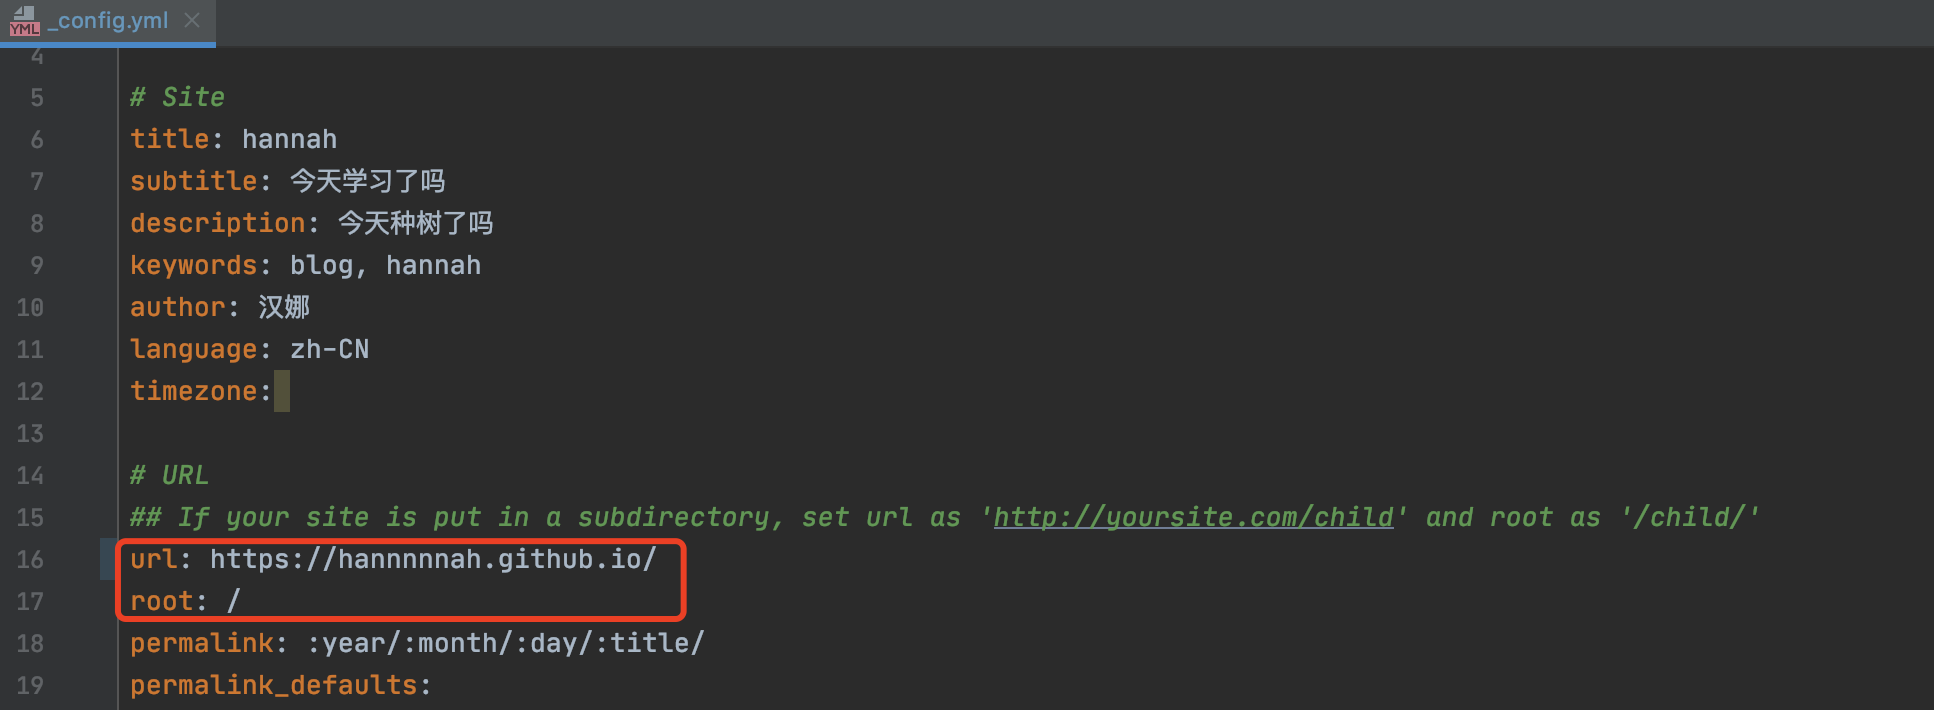 YML _config.yml
4
5 # Site
6 title: hannah
7 subtitle: 今天学习了吗
8 description: 今天种树了吗
9 keywords: blog, hannah
10 author: 汉娜
11 language: zh-CN
12 timezone:
13
14 # URL
15 ## If your site is put in a subdirectory, set url as 'http://yoursite.com/child' and root as '/child/'
16 url: https://hannnnnah.github.io/
17 root: /
18 permalink: :year/:month/:day/:title/
19 permalink_defaults: